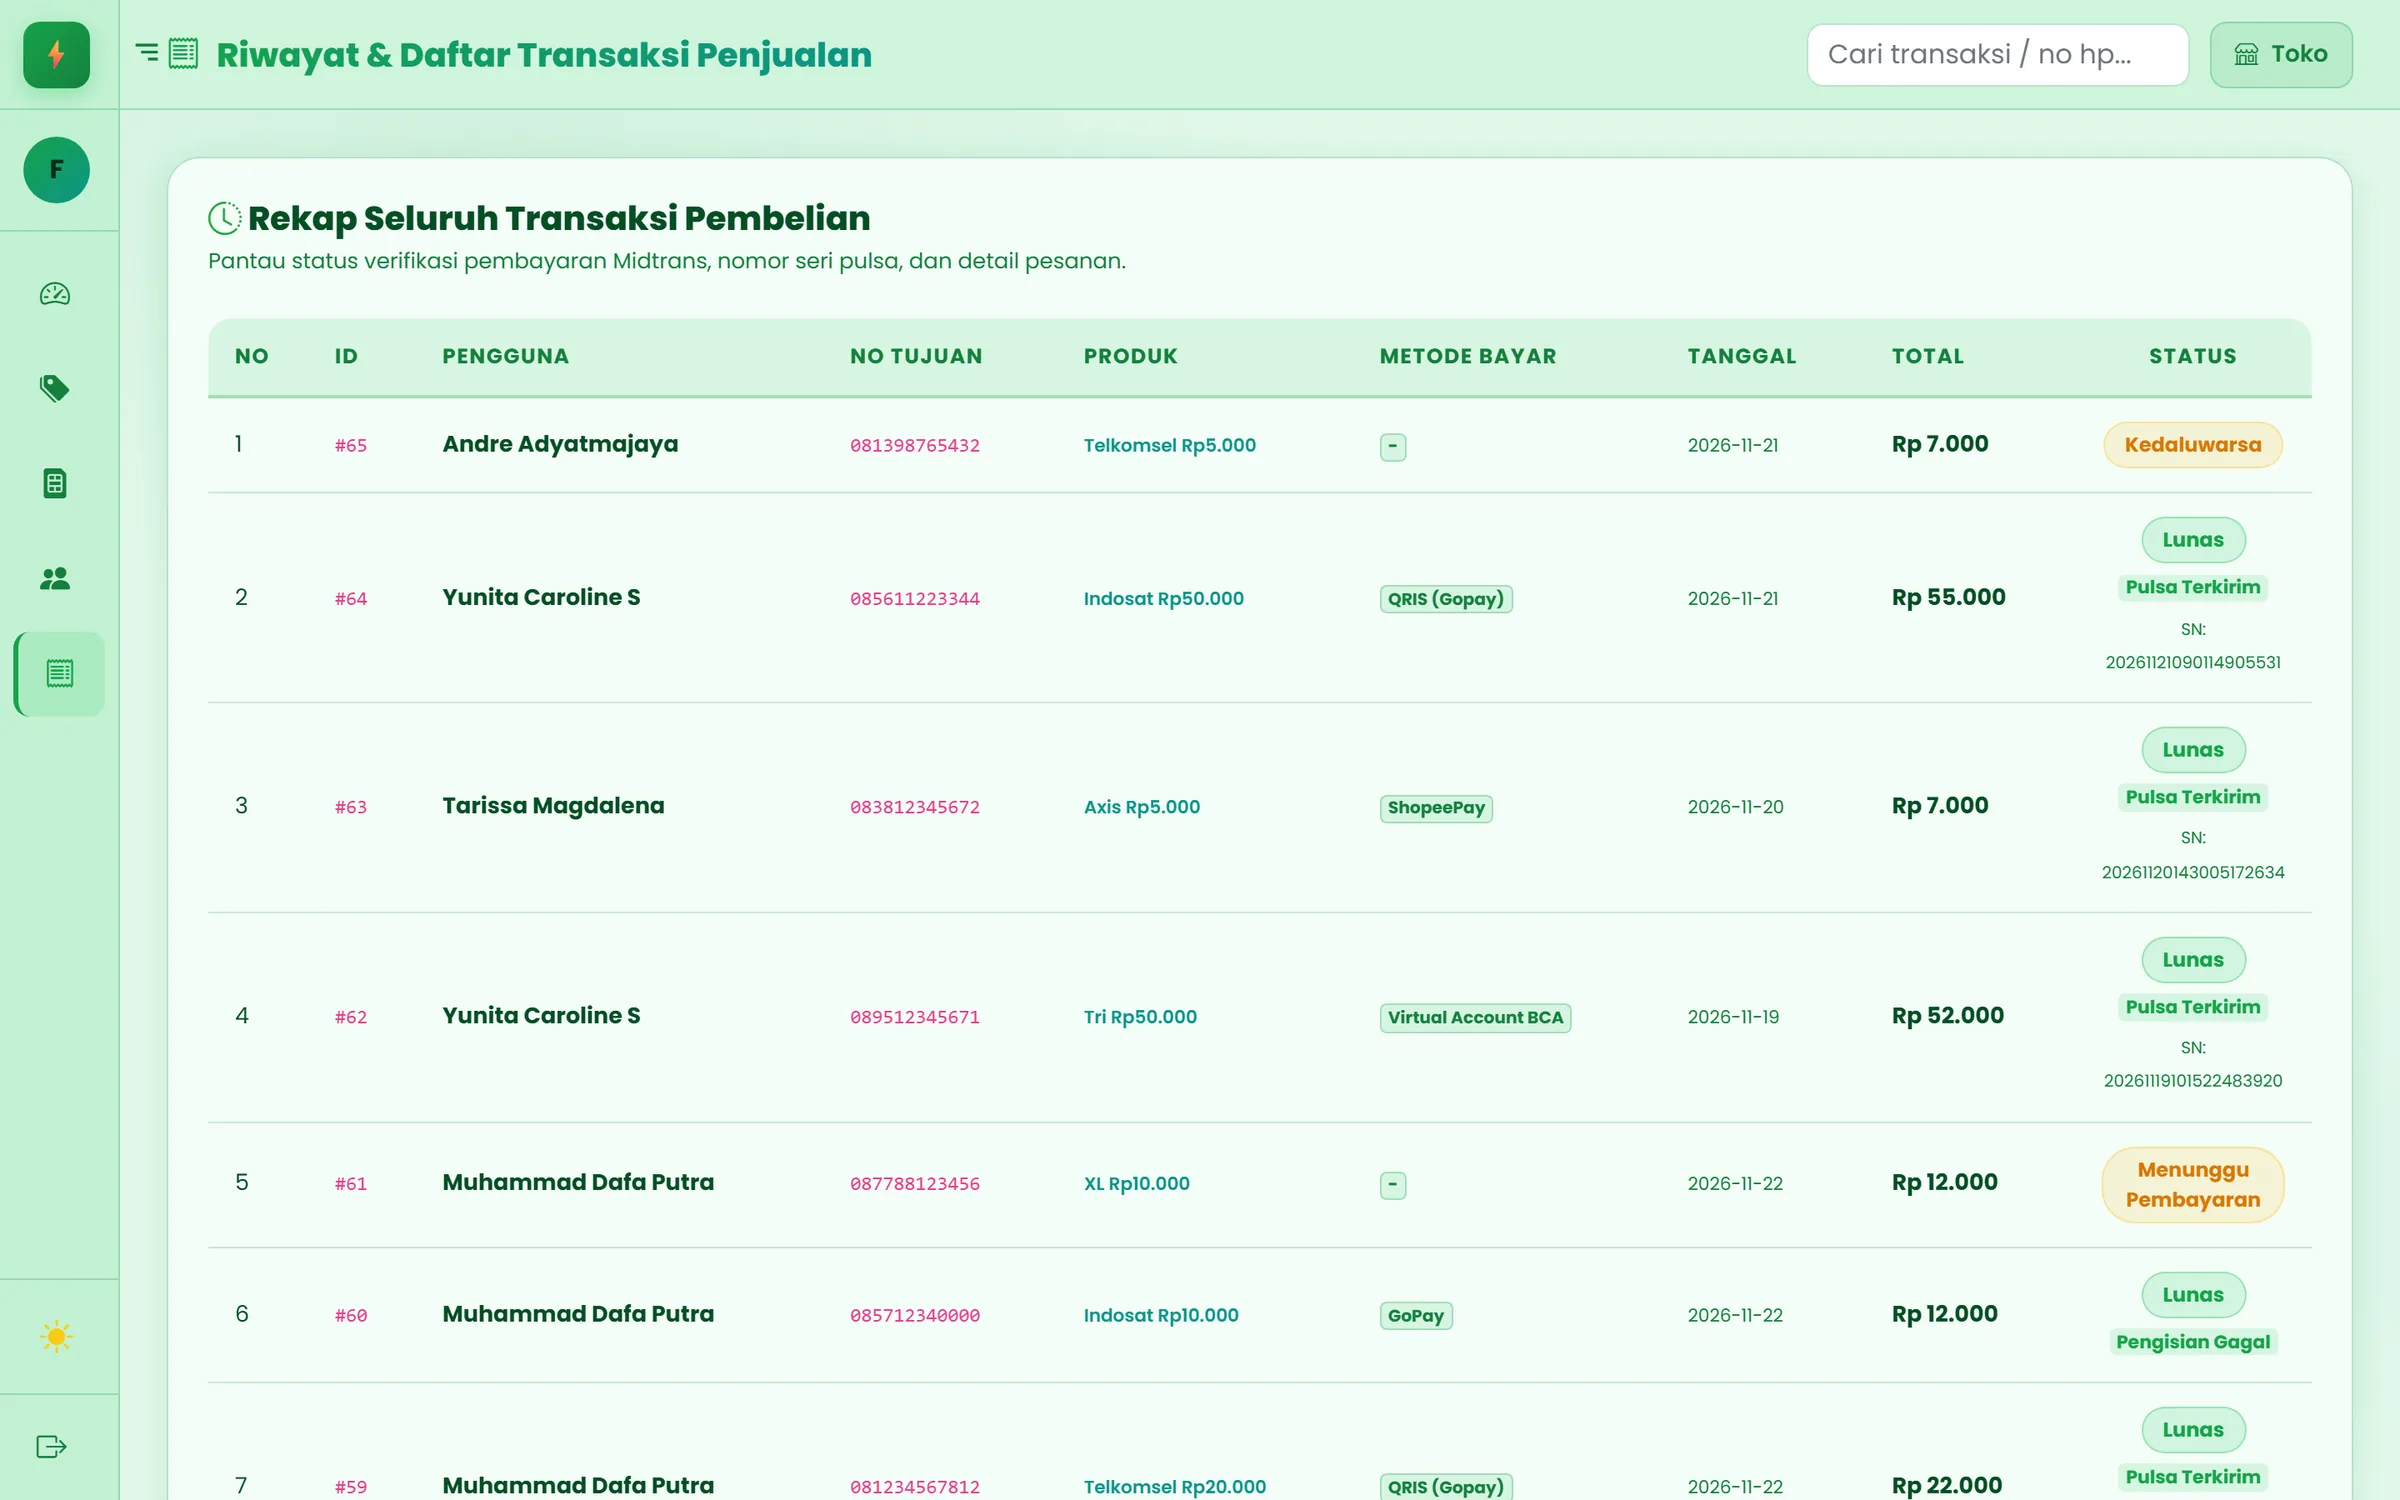 Riwayat & Daftar Transaksi Penjualan
Cari transaksi / no hp...
Toko
F
Rekap Seluruh Transaksi Pembelian
Pantau status verifikasi pembayaran Midtrans, nomor seri pulsa, dan detail pesanan.
NO ID PENGGUNA NO TUJUAN PRODUK METODE BAYAR TANGGAL TOTAL STATUS
1 #65 Andre Adyatmajaya 081398765432 Telkomsel Rp5.000 - 2026-11-21 Rp 7.000 Kedaluwarsa
2 #64 Yunita Caroline S 085611223344 Indosat Rp50.000 QRIS (Gopay) 2026-11-21 Rp 55.000 Lunas
Pulsa Terkirim
SN:
20261121090114905531
3 #63 Tarissa Magdalena 083812345672 Axis Rp5.000 ShopeePay 2026-11-20 Rp 7.000 Lunas
Pulsa Terkirim
SN:
20261120143005172634
4 #62 Yunita Caroline S 089512345671 Tri Rp50.000 Virtual Account BCA 2026-11-19 Rp 52.000 Lunas
Pulsa Terkirim
SN:
20261119101522483920
5 #61 Muhammad Dafa Putra 087788123456 XL Rp10.000 - 2026-11-22 Rp 12.000 Menunggu
Pembayaran
6 #60 Muhammad Dafa Putra 085712340000 Indosat Rp10.000 GoPay 2026-11-22 Rp 12.000 Lunas
Pengisian Gagal
7 #59 Muhammad Dafa Putra 081234567812 Telkomsel Rp20.000 QRIS (Gopay) 2026-11-22 Rp 22.000 Lunas
Pulsa Terkirim